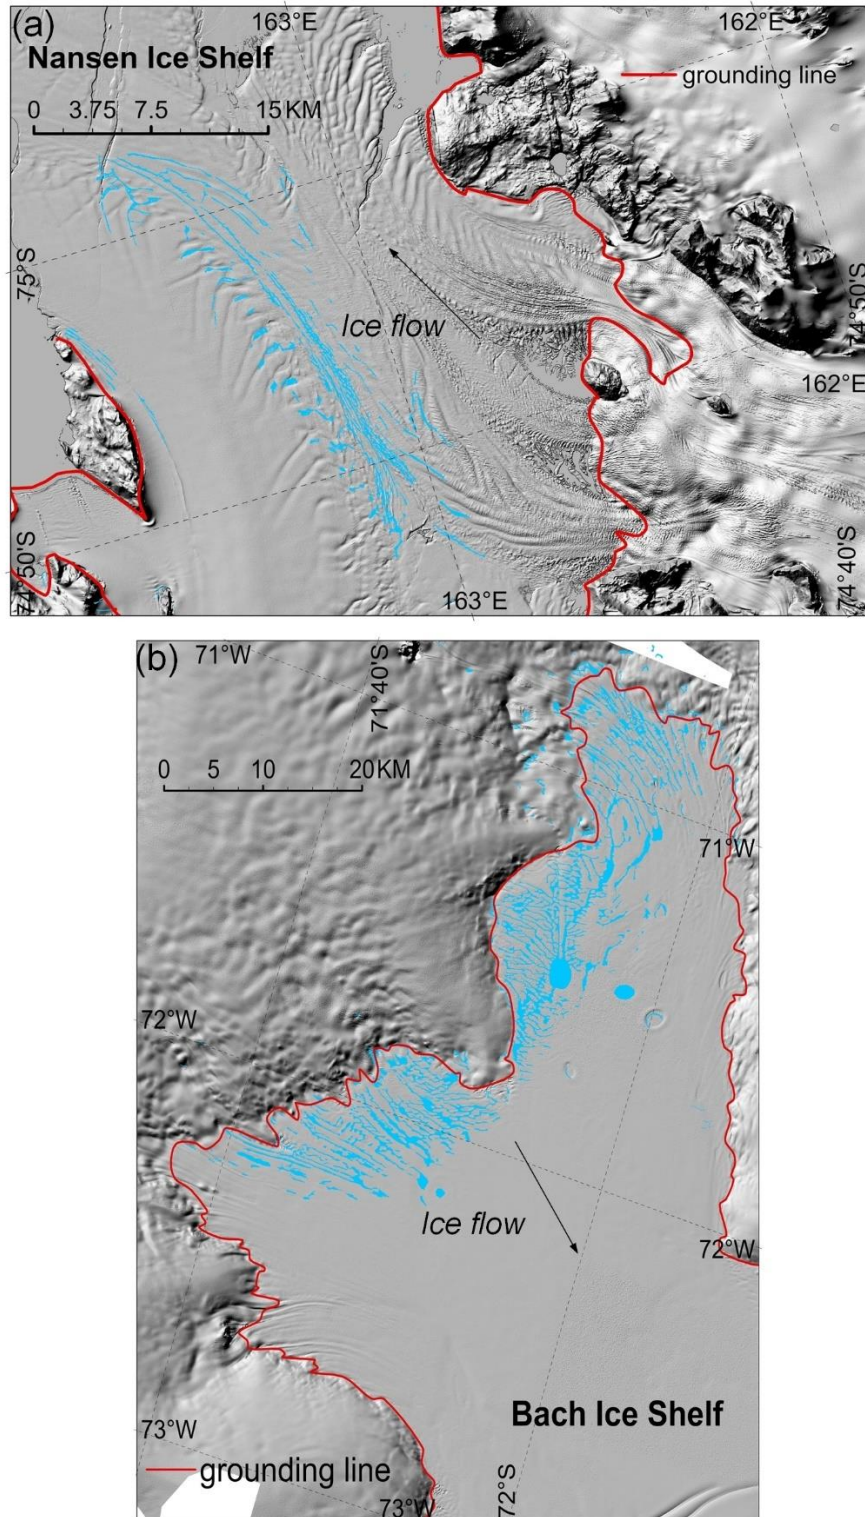 (a)
163°E
162°E
Nansen Ice Shelf
grounding line
0 3.75 7.5 15 KM
75°S
Ice flow
74°50'S
162°E
74°50'S
163°E
74°40'S
(b)
71°W
71°40'S
0 5 10 20 KM
71°W
72°W
Ice flow
72°W
Bach Ice Shelf
73°W
grounding line
72°S
73°W